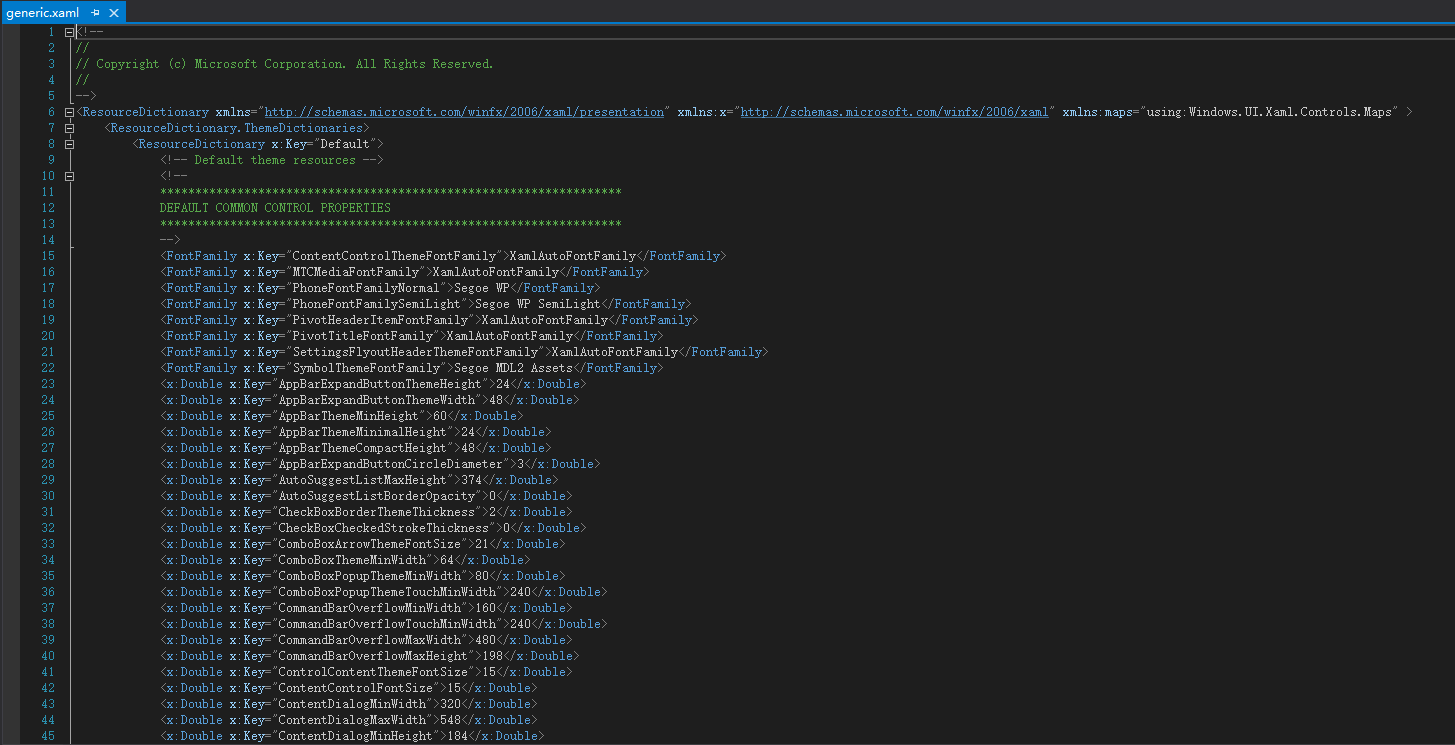 generic.xaml
1 <!--
2 //
3 // Copyright (c) Microsoft Corporation. All Rights Reserved.
4 //
5 -->
6 <ResourceDictionary xmlns="http://schemas.microsoft.com/winfx/2006/xaml/presentation" xmlns:x="http://schemas.microsoft.com/winfx/2006/xaml" xmlns:maps="using:Windows.UI.Xaml.Controls.Maps" >
7 <ResourceDictionary.ThemeDictionaries>
8 <ResourceDictionary x:Key="Default">
9 <!-- Default theme resources -->
10 <!--
11 ******************************************************************
12 DEFAULT COMMON CONTROL PROPERTIES
13 ******************************************************************
14 -->
15 <FontFamily x:Key="ContentControlThemeFontFamily">XamlAutoFontFamily</FontFamily>
16 <FontFamily x:Key="MTCMediaFontFamily">XamlAutoFontFamily</FontFamily>
17 <FontFamily x:Key="PhoneFontFamilyNormal">Segoe WP</FontFamily>
18 <FontFamily x:Key="PhoneFontFamilySemiLight">Segoe WP SemiLight</FontFamily>
19 <FontFamily x:Key="PivotHeaderItemFontFamily">XamlAutoFontFamily</FontFamily>
20 <FontFamily x:Key="PivotTitleFontFamily">XamlAutoFontFamily</FontFamily>
21 <FontFamily x:Key="SettingsFlyoutHeaderThemeFontFamily">XamlAutoFontFamily</FontFamily>
22 <FontFamily x:Key="SymbolThemeFontFamily">Segoe MDL2 Assets</FontFamily>
23 <x:Double x:Key="AppBarExpandButtonThemeHeight">24</x:Double>
24 <x:Double x:Key="AppBarExpandButtonThemeWidth">48</x:Double>
25 <x:Double x:Key="AppBarThemeMinHeight">60</x:Double>
26 <x:Double x:Key="AppBarThemeMinimalHeight">24</x:Double>
27 <x:Double x:Key="AppBarThemeCompactHeight">48</x:Double>
28 <x:Double x:Key="AppBarExpandButtonCircleDiameter">3</x:Double>
29 <x:Double x:Key="AutoSuggestListMaxHeight">374</x:Double>
30 <x:Double x:Key="AutoSuggestListBorderOpacity">0</x:Double>
31 <x:Double x:Key="CheckBoxBorderThemeThickness">2</x:Double>
32 <x:Double x:Key="CheckBoxCheckedStrokeThickness">0</x:Double>
33 <x:Double x:Key="ComboBoxArrowThemeFontSize">21</x:Double>
34 <x:Double x:Key="ComboBoxThemeMinWidth">64</x:Double>
35 <x:Double x:Key="ComboBoxPopupThemeMinWidth">80</x:Double>
36 <x:Double x:Key="ComboBoxPopupThemeTouchMinWidth">240</x:Double>
37 <x:Double x:Key="CommandBarOverflowMinWidth">160</x:Double>
38 <x:Double x:Key="CommandBarOverflowTouchMinWidth">240</x:Double>
39 <x:Double x:Key="CommandBarOverflowMaxWidth">480</x:Double>
40 <x:Double x:Key="CommandBarOverflowMaxHeight">198</x:Double>
41 <x:Double x:Key="ControlContentThemeFontSize">15</x:Double>
42 <x:Double x:Key="ContentControlFontSize">15</x:Double>
43 <x:Double x:Key="ContentDialogMinWidth">320</x:Double>
44 <x:Double x:Key="ContentDialogMaxWidth">548</x:Double>
45 <x:Double x:Key="ContentDialogMinHeight">184</x:Double>